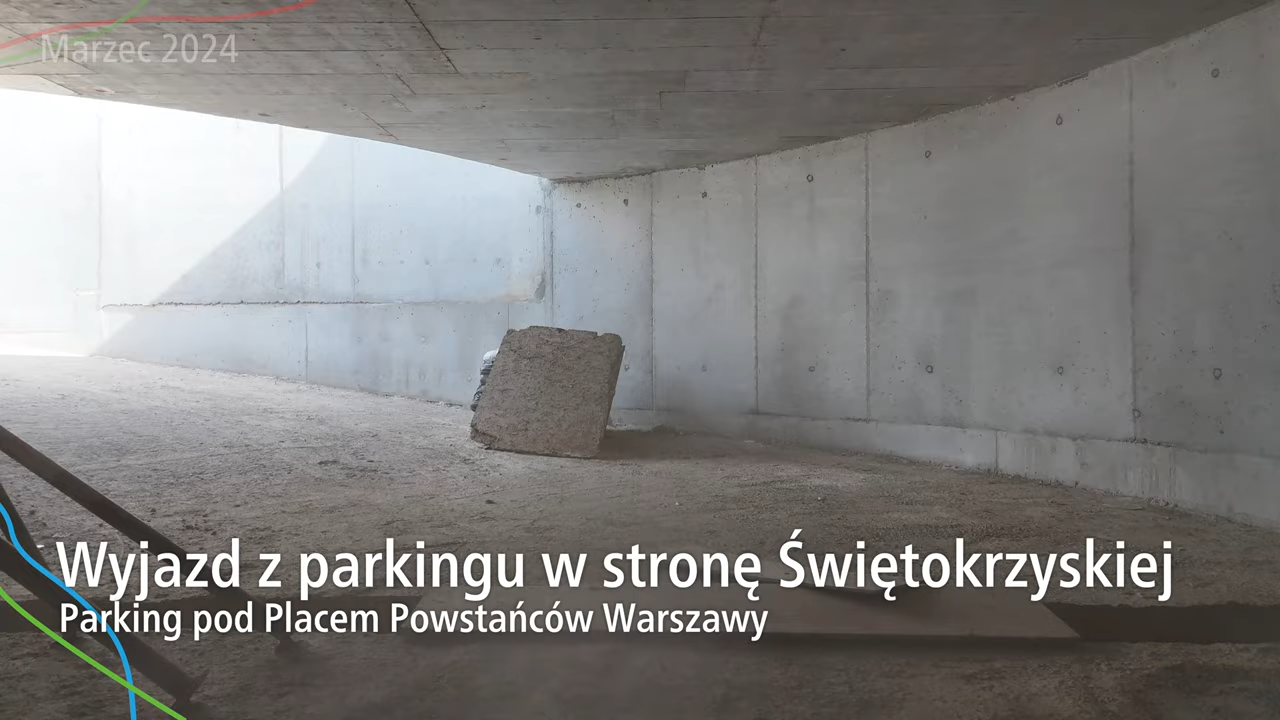 Marzec 2024
Wyjazd z parkingu w stronę Świętokrzyskiej
Parking pod Placem Powstańców Warszawy